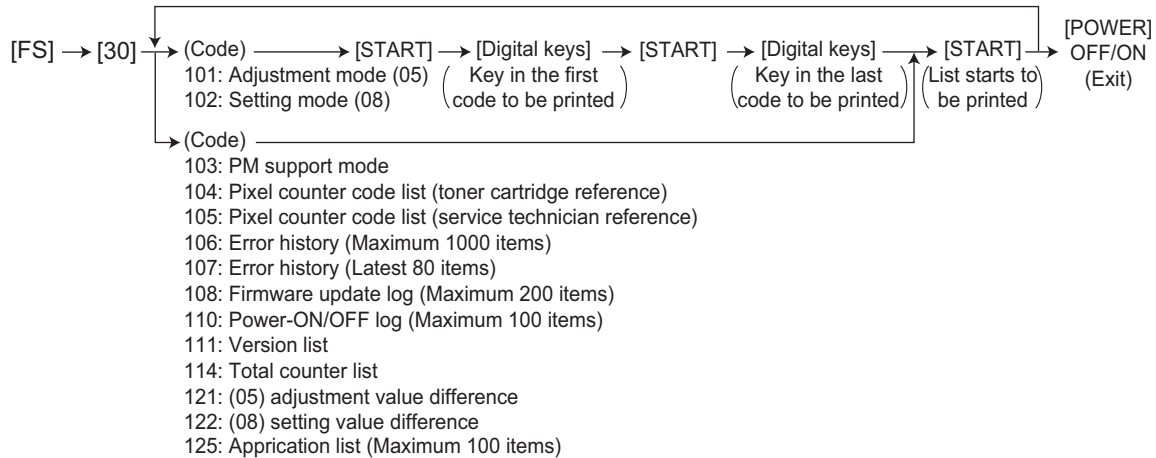 [FS] → [30] → (Code) → [START] → [Digital keys] → [START] → [Digital keys] → [START] → [POWER] OFF/ON (Exit)
101: Adjustment mode (05)
102: Setting mode (08)
(Key in the first code to be printed)
(Key in the last code to be printed)
(List starts to be printed)
(Code)
103: PM support mode
104: Pixel counter code list (toner cartridge reference)
105: Pixel counter code list (service technician reference)
106: Error history (Maximum 1000 items)
107: Error history (Latest 80 items)
108: Firmware update log (Maximum 200 items)
110: Power-ON/OFF log (Maximum 100 items)
111: Version list
114: Total counter list
121: (05) adjustment value difference
122: (08) setting value difference
125: Apprication list (Maximum 100 items)